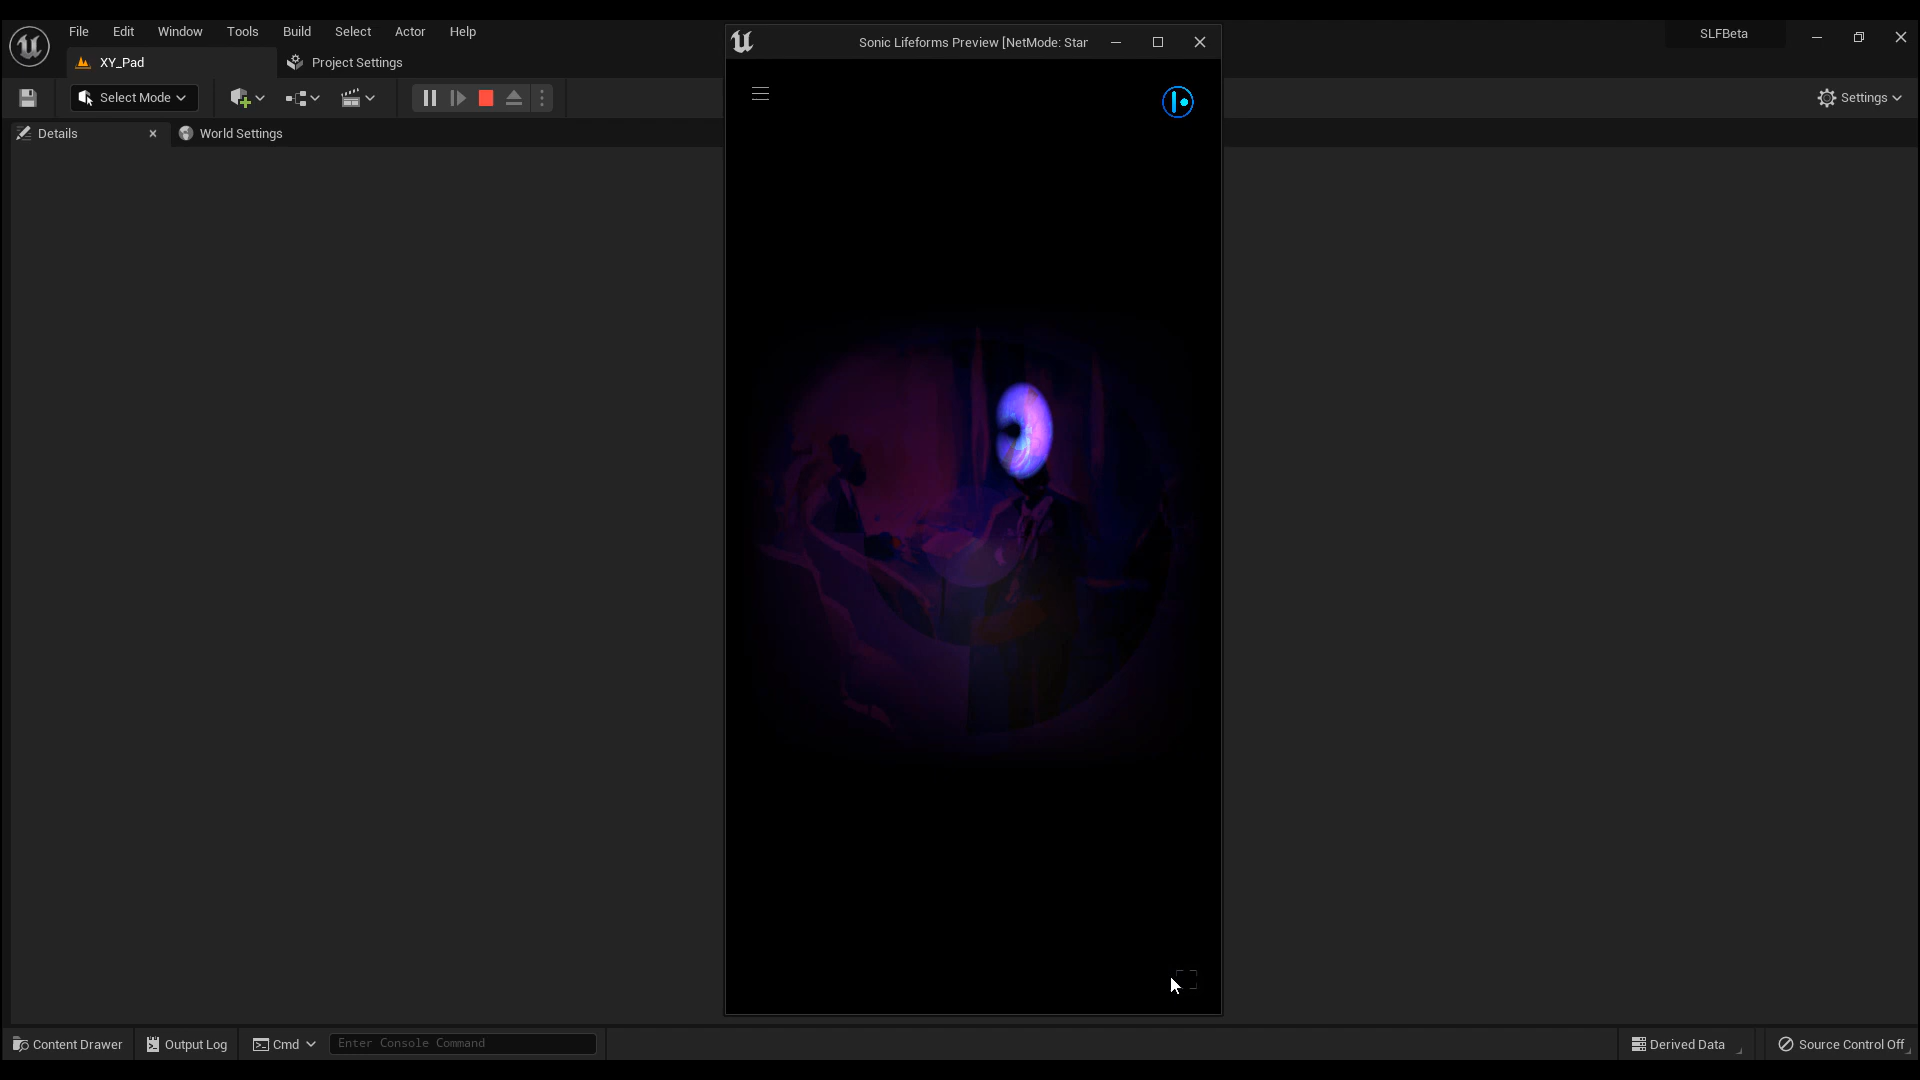 File Edit Window Tools Build Select Actor Help
SLFBeta
Sonic Lifeforms Preview [NetMode: Star
XY_Pad
Project Settings
Select Mode
Settings
Details
World Settings
Content Drawer
Output Log
Cmd
Enter Console Command
Derived Data
Source Control Off